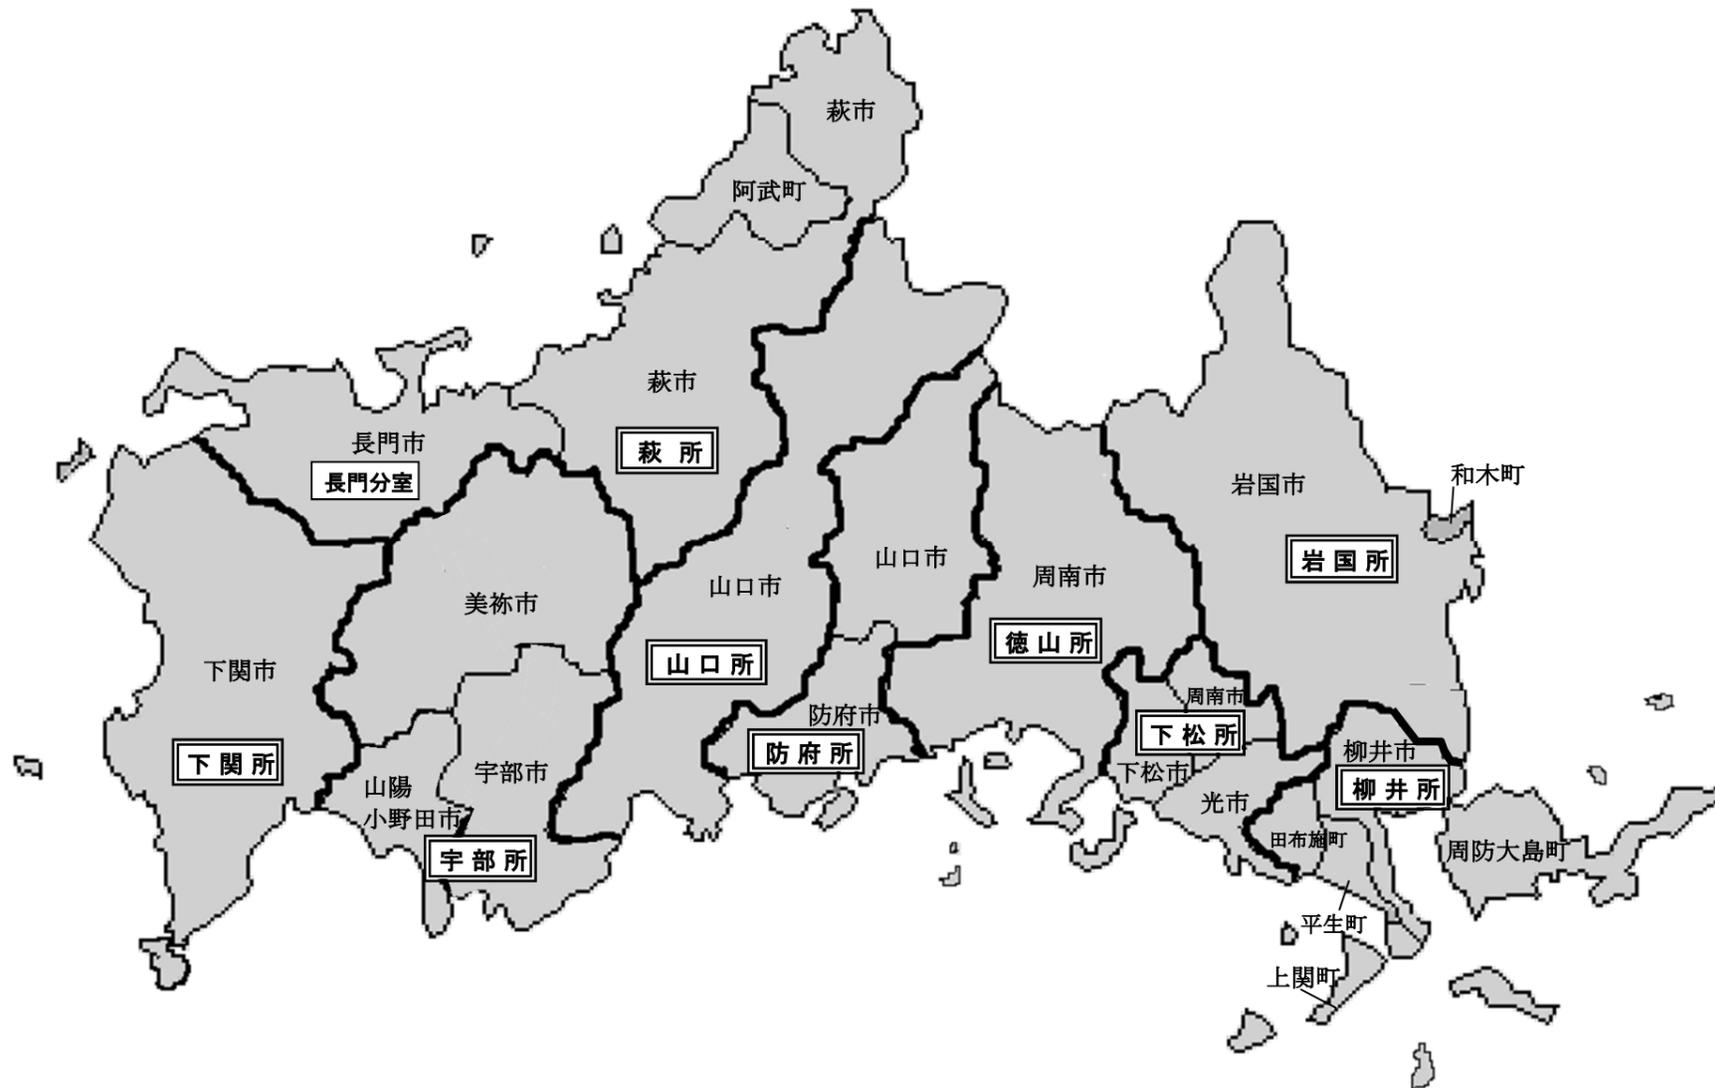 萩市
阿武町
萩市
萩所
長門市
長門分室
和木町
岩国市
岩国所
山口市
周南市
山口市
美祢市
徳山所
山口所
下関市
周南市
防府市
下松所
柳井市
下関所
防府所
宇部市
下松市
山陽
小野田市
柳井所
光市
田布施町
周防大島町
宇部所
平生町
上関町